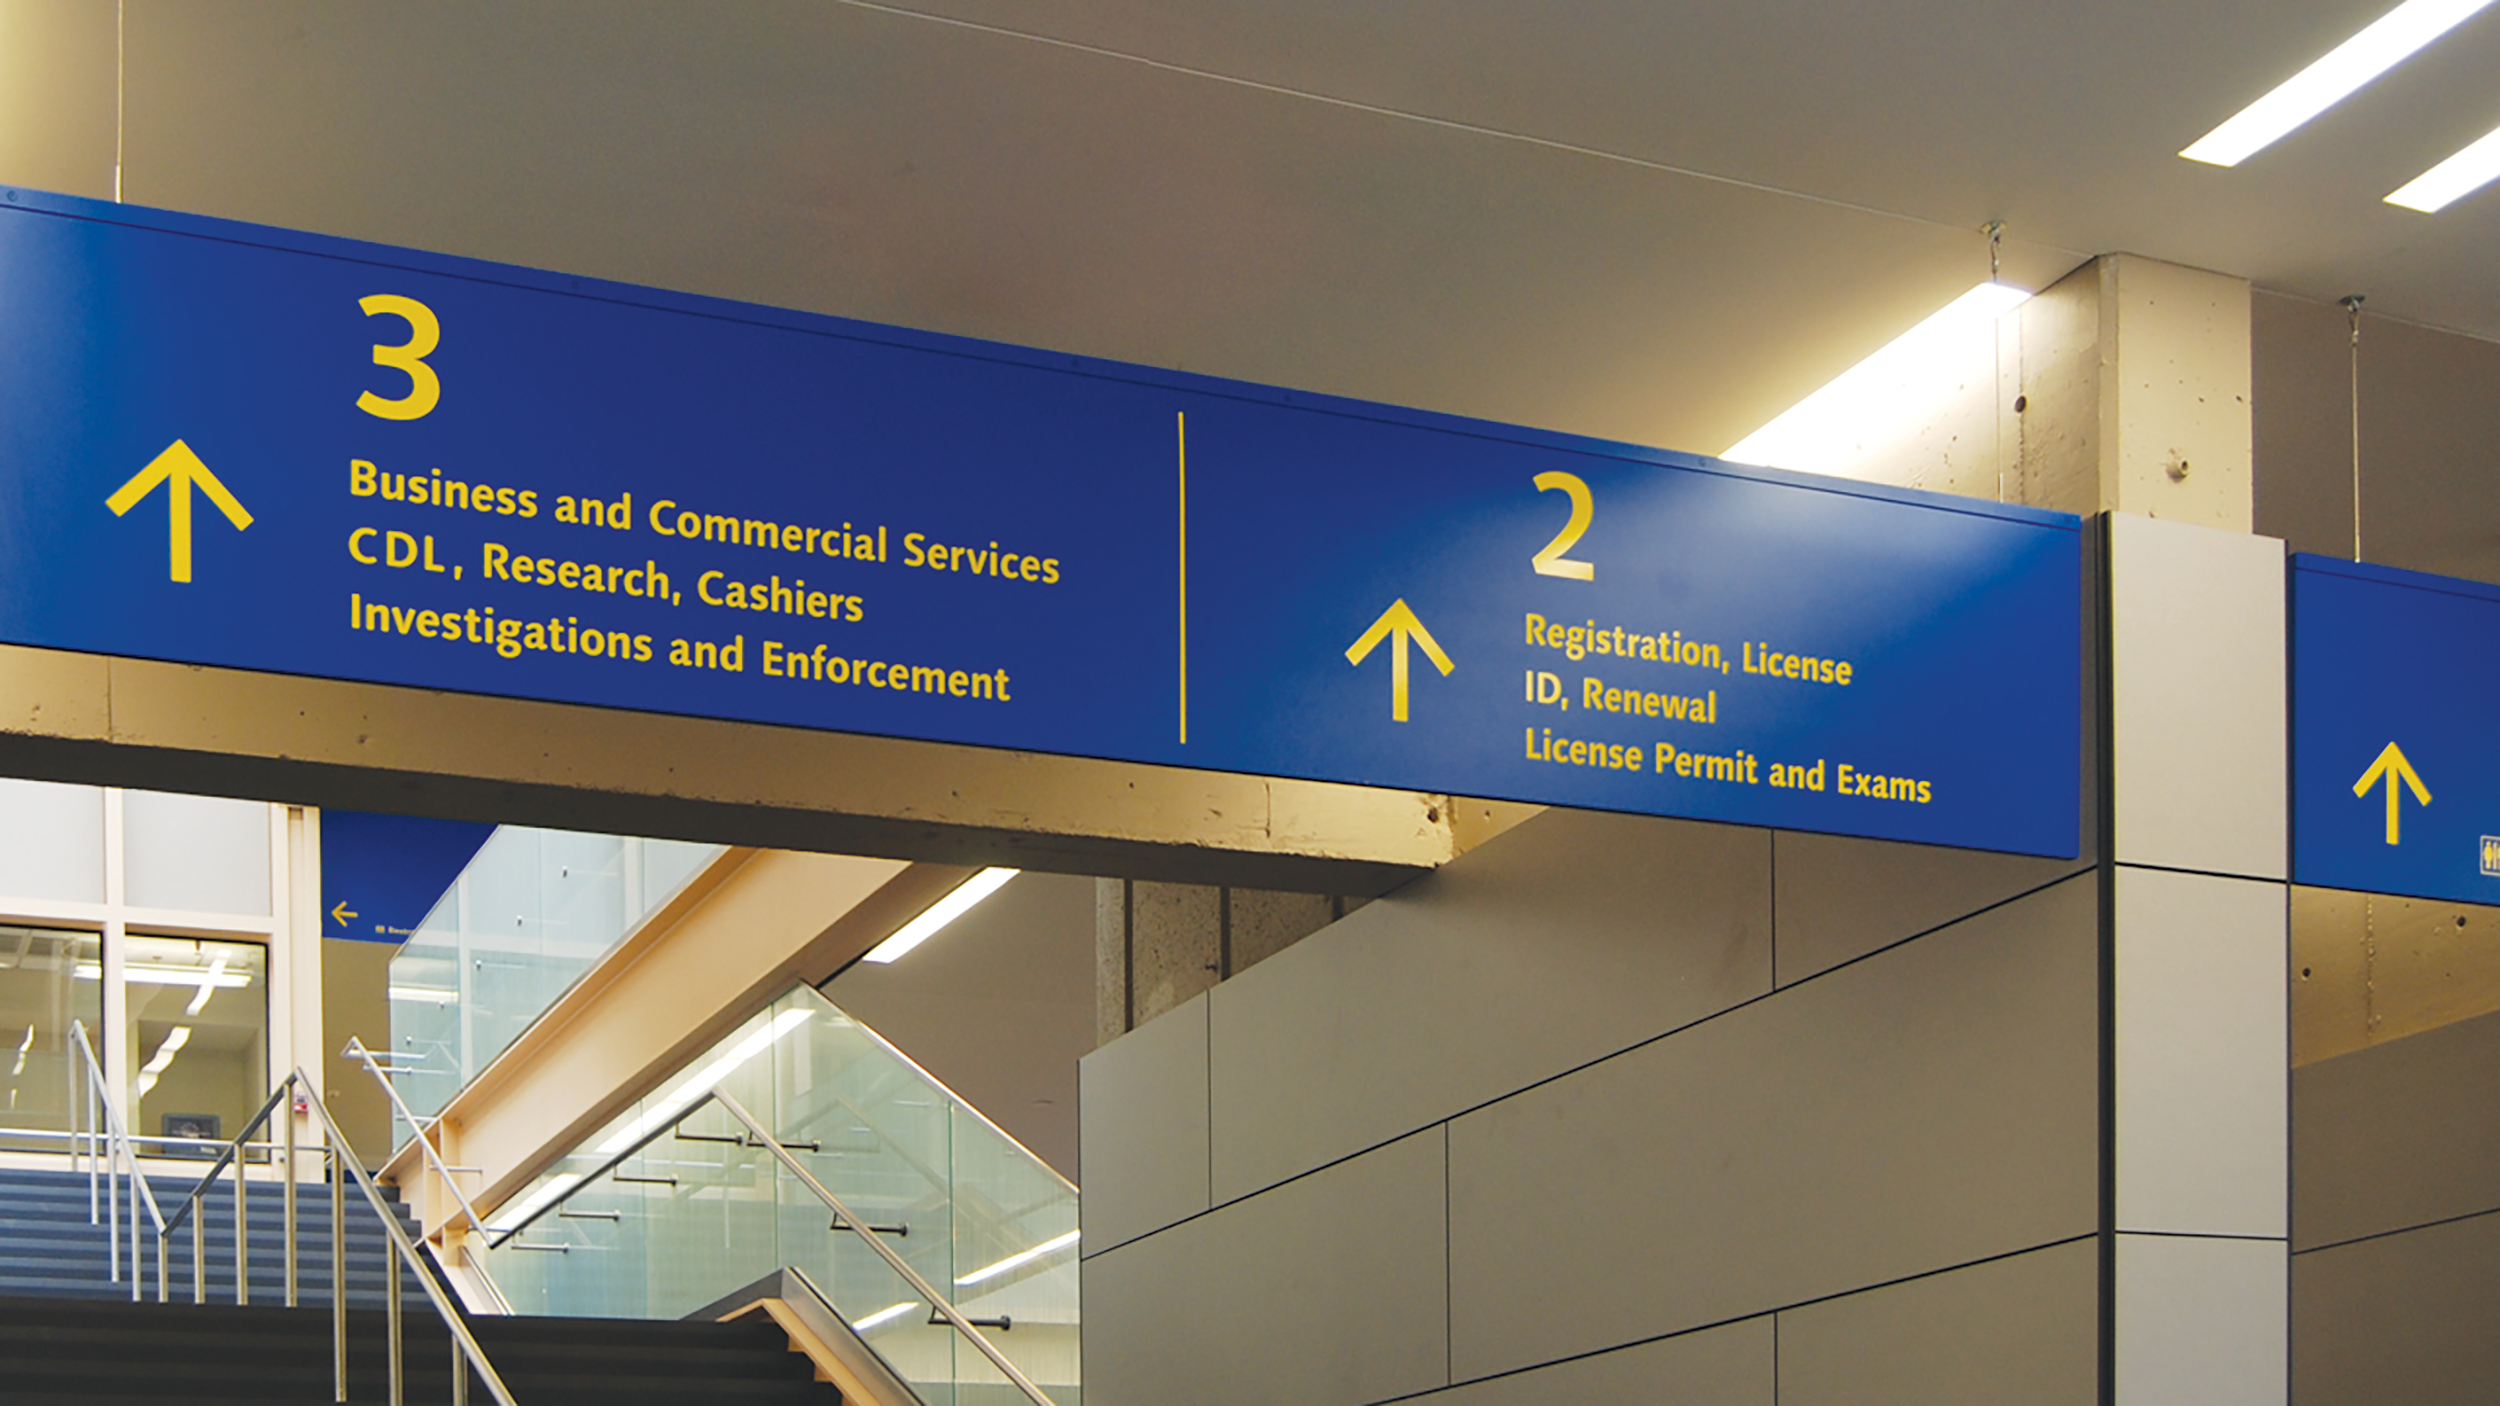 3
Business and Commercial Services
CDL, Research, Cashiers
Investigations and Enforcement
2
Registration, License
ID, Renewal
License Permit and Exams